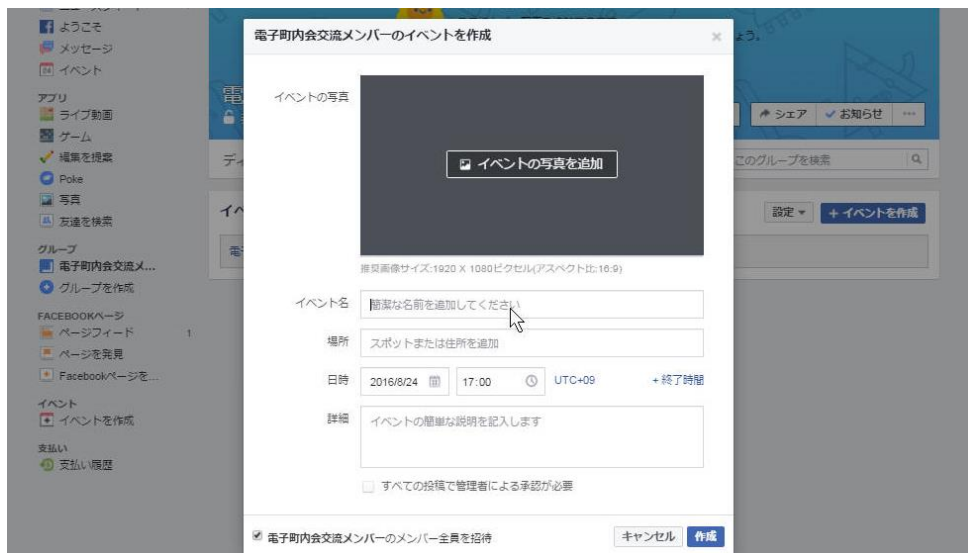 ようこそ
メッセージ
イベント
アプリ
ライブ動画
ゲーム
編集を提案
Poke
写真
友達を検索
グループ
電子町内会交流メ...
グループを作成
FACEBOOKページ
ページフィード 1
ページを発見
Facebookページを...
イベント
イベントを作成
支払い
支払い履歴
電子町内会交流メンバーのイベントを作成
イベントの写真
イベントの写真を追加
推奨画像サイズ:1920 X 1080ピクセル(アスペクト比:16:9)
イベント名 簡潔な名前を追加してください
場所 スポットまたは住所を追加
日時 2016/8/24 17:00 UTC+09 +終了時間
詳細 イベントの簡単な説明を記入します
すべての投稿で管理者による承認が必要
電子町内会交流メンバーのメンバー全員を招待
キャンセル 作成
シェア お知らせ ...
このグループを検索
設定 + イベントを作成